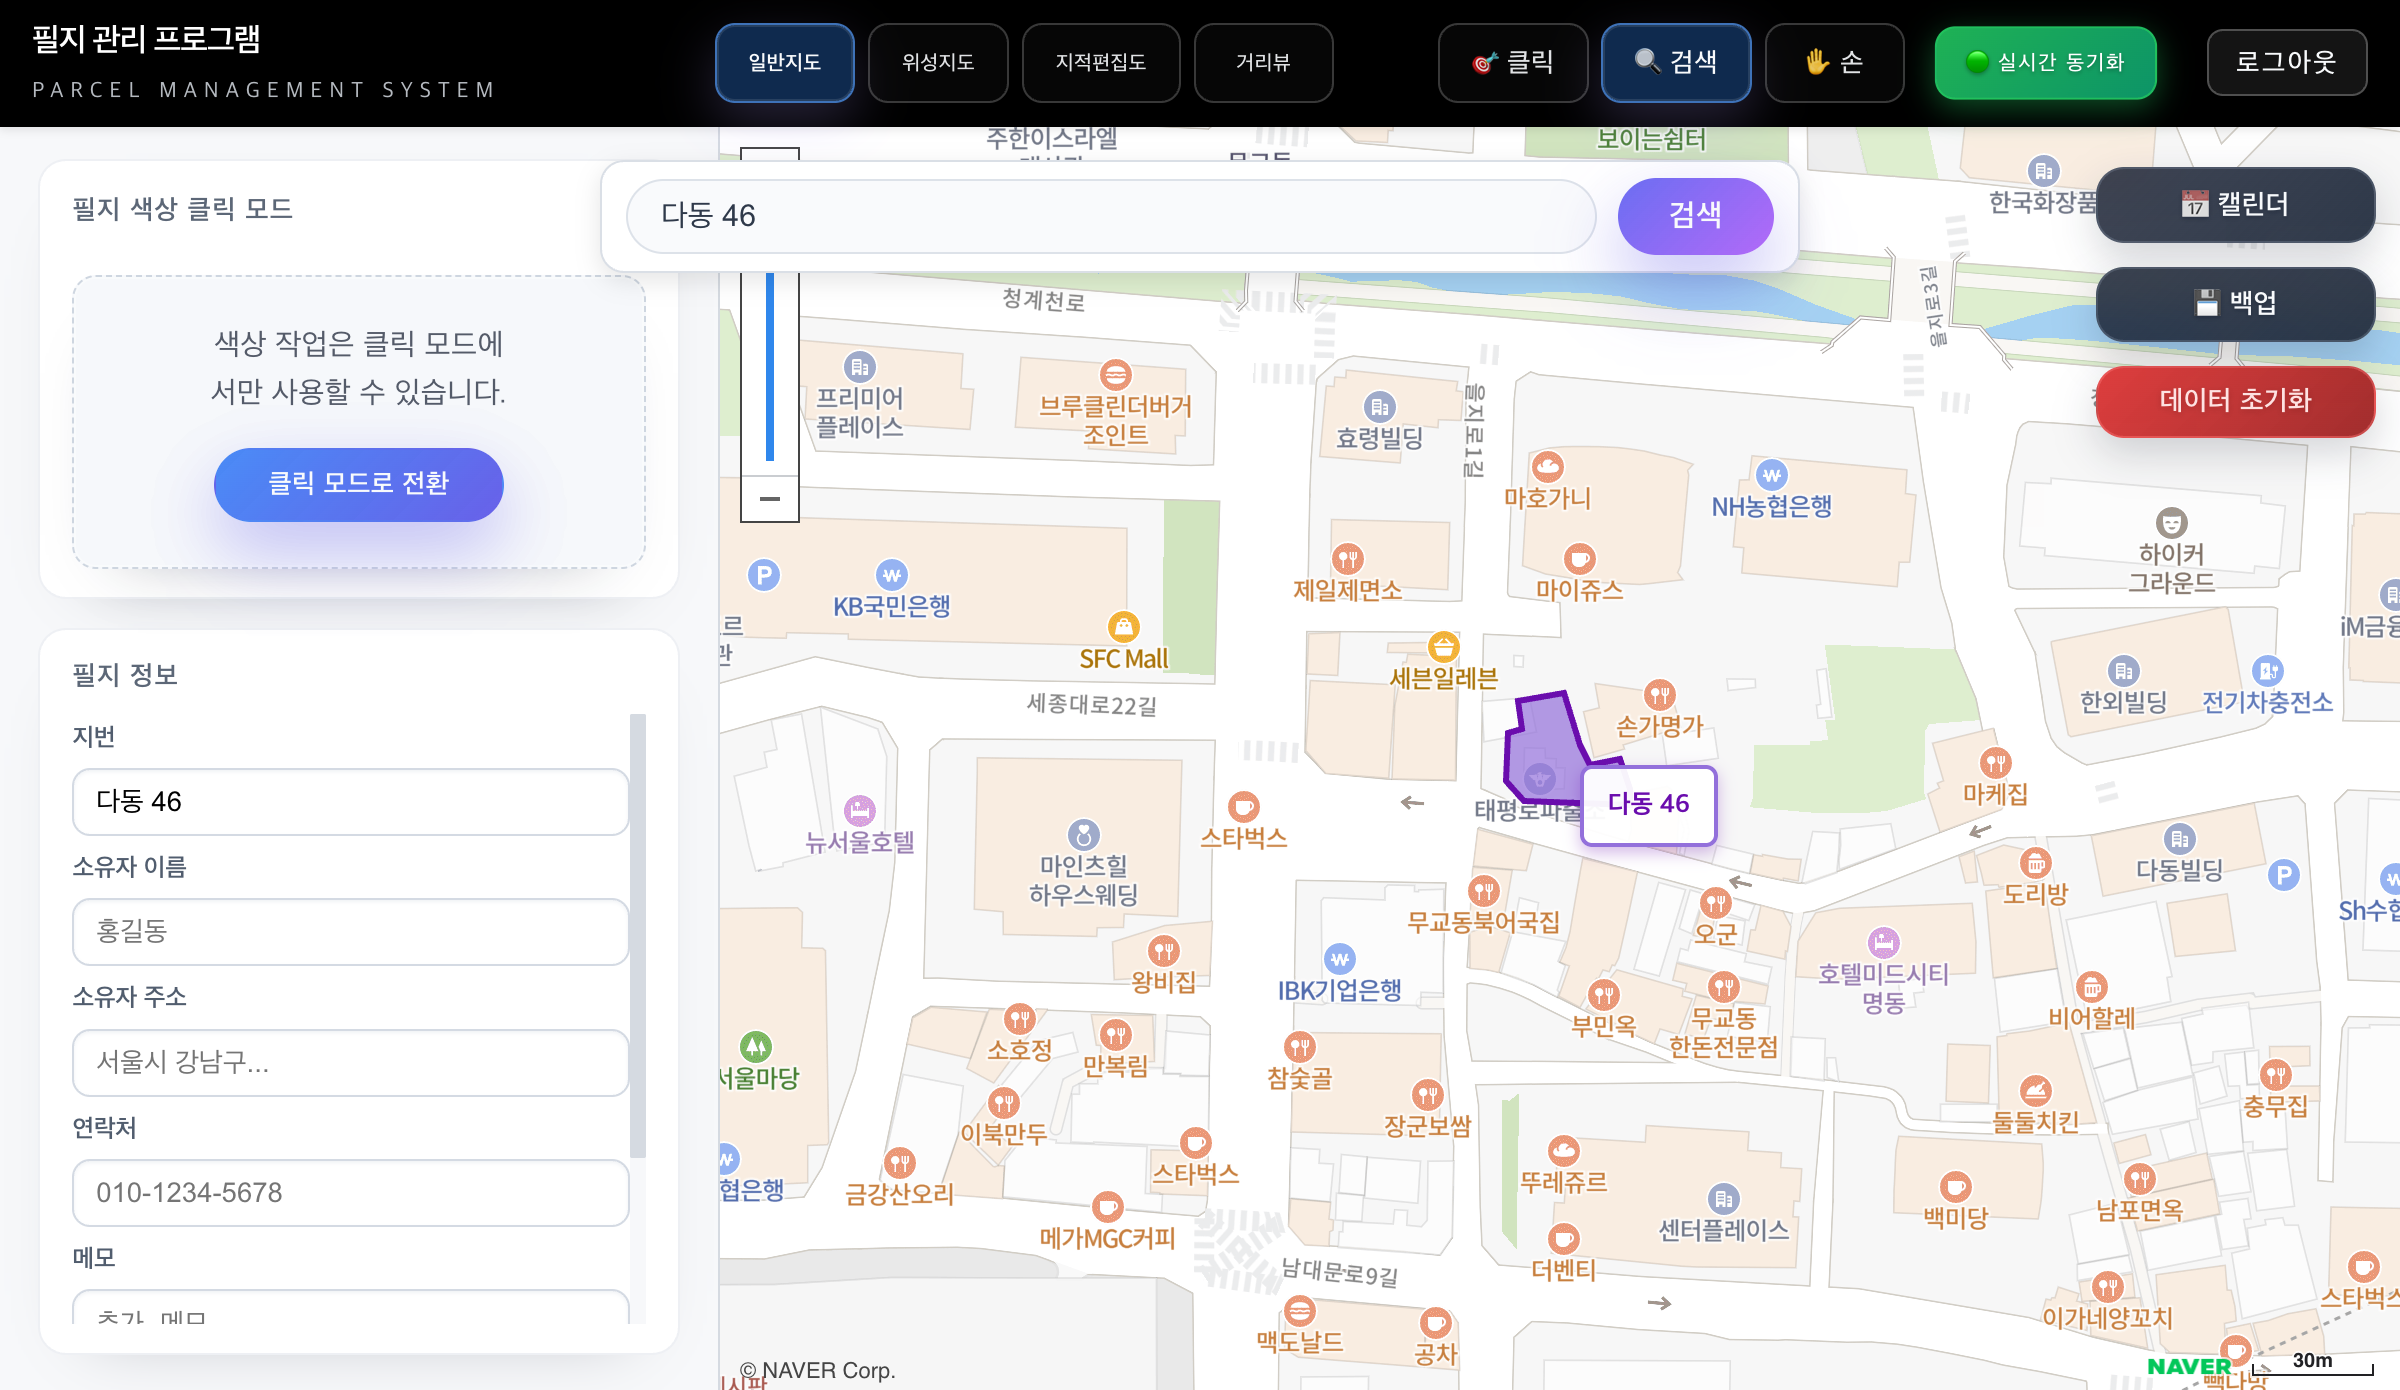 필지 관리 프로그램
PARCEL MANAGEMENT SYSTEM
일반지도
위성지도
지적편집도
거리뷰
클릭
검색
손
실시간 동기화
로그아웃
필지 색상 클릭 모드
색상 작업은 클릭 모드에
서만 사용할 수 있습니다.
클릭 모드로 전환
필지 정보
지번
다동 46
소유자 이름
홍길동
소유자 주소
서울시 강남구...
연락처
010-1234-5678
메모
추가 메모
다동 46
검색
17 캘린더
백업
데이터 초기화
주한이스라엘
보이는쉼터
한국화장품
청계천로
을지로3길
프리미어
플레이스
브루클린더버거
조인트
효령빌딩
을지로1길
마호가니
NH농협은행
하이커
그라운드
P
KB국민은행
제일제면소
마이쥬스
iM금융
SFC Mall
세븐일레븐
한외빌딩
전기차충전소
세종대로22길
손가명가
마케집
태평로파출
다동 46
뉴서울호텔
마인츠힐
하우스웨딩
스타벅스
다동빌딩
P
도리방
Sh수협
무교동북어국집
오군
왕비집
IBK기업은행
호텔미드시티
명동
부민옥
무교동
한돈전문점
비어할레
소호정
만복림
서울마당
참숯골
장군보쌈
둘둘치킨
충무집
이북만두
스타벅스
협은행
금강산오리
뚜레쥬르
센터플레이스
백미당
남포면옥
메가MGC커피
남대문로9길
더벤티
이가네양꼬치
스타벅스
맥도날드
공차
© NAVER Corp.
NAVER
30m